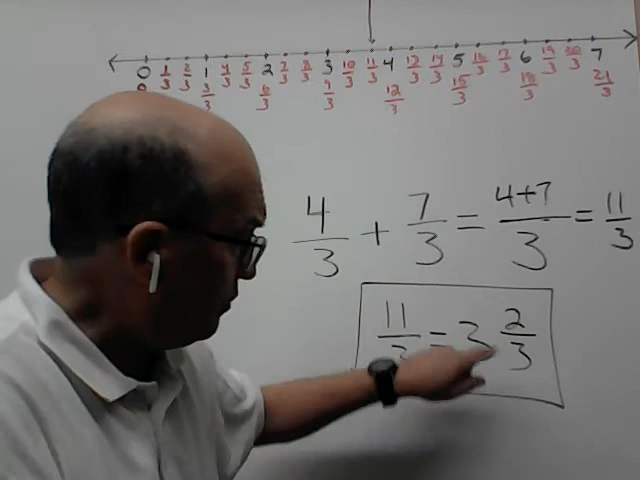 0 1/3 2/3 1 4/3 5/3 2 7/3 8/3 3 10/3 11/3 4 13/3 14/3 5 16/3 17/3 6 19/3 20/3 7
0 3/3 6/3 9/3 12/3 15/3 18/3 21/3
4/3 + 7/3 = 4+7/3 = 11/3
11/3 = 3 2/3